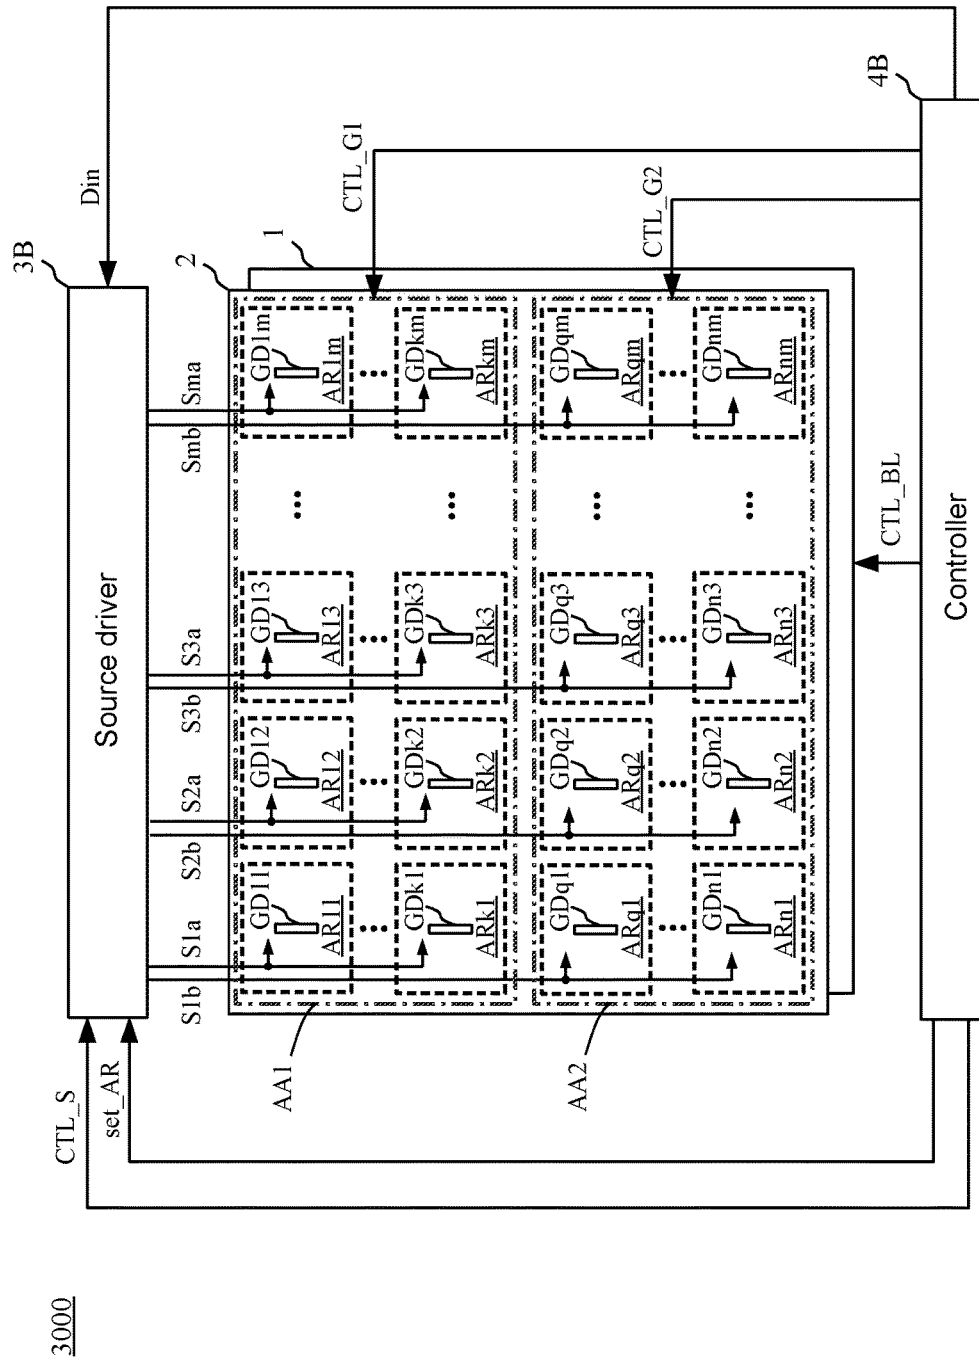 3000
CTL_S
set_AR
Din
3B
Source driver
S1b
S1a
S2b
S2a
S3b
S3a
Smb
Sma
2
1
AA1
GD11
AR11
GD12
AR12
GD13
AR13
GD1m
AR1m
CTL_G1
GDk1
ARk1
GDk2
ARk2
GDk3
ARk3
GDkm
ARkm
AA2
GDq1
ARq1
GDq2
ARq2
GDq3
ARq3
GDqm
ARqm
CTL_G2
GDn1
ARn1
GDn2
ARn2
GDn3
ARn3
GDnm
ARnm
CTL_BL
4B
Controller